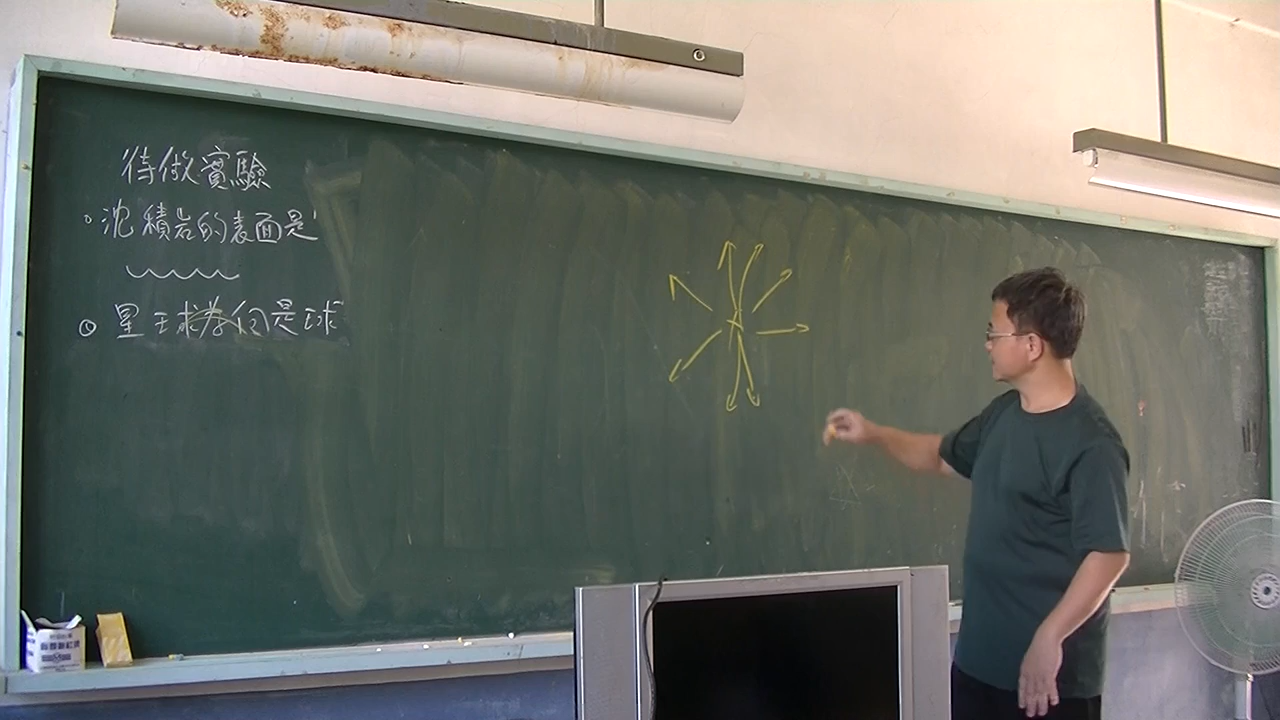 待做實驗
沈積岩的表面是
星球為何是球